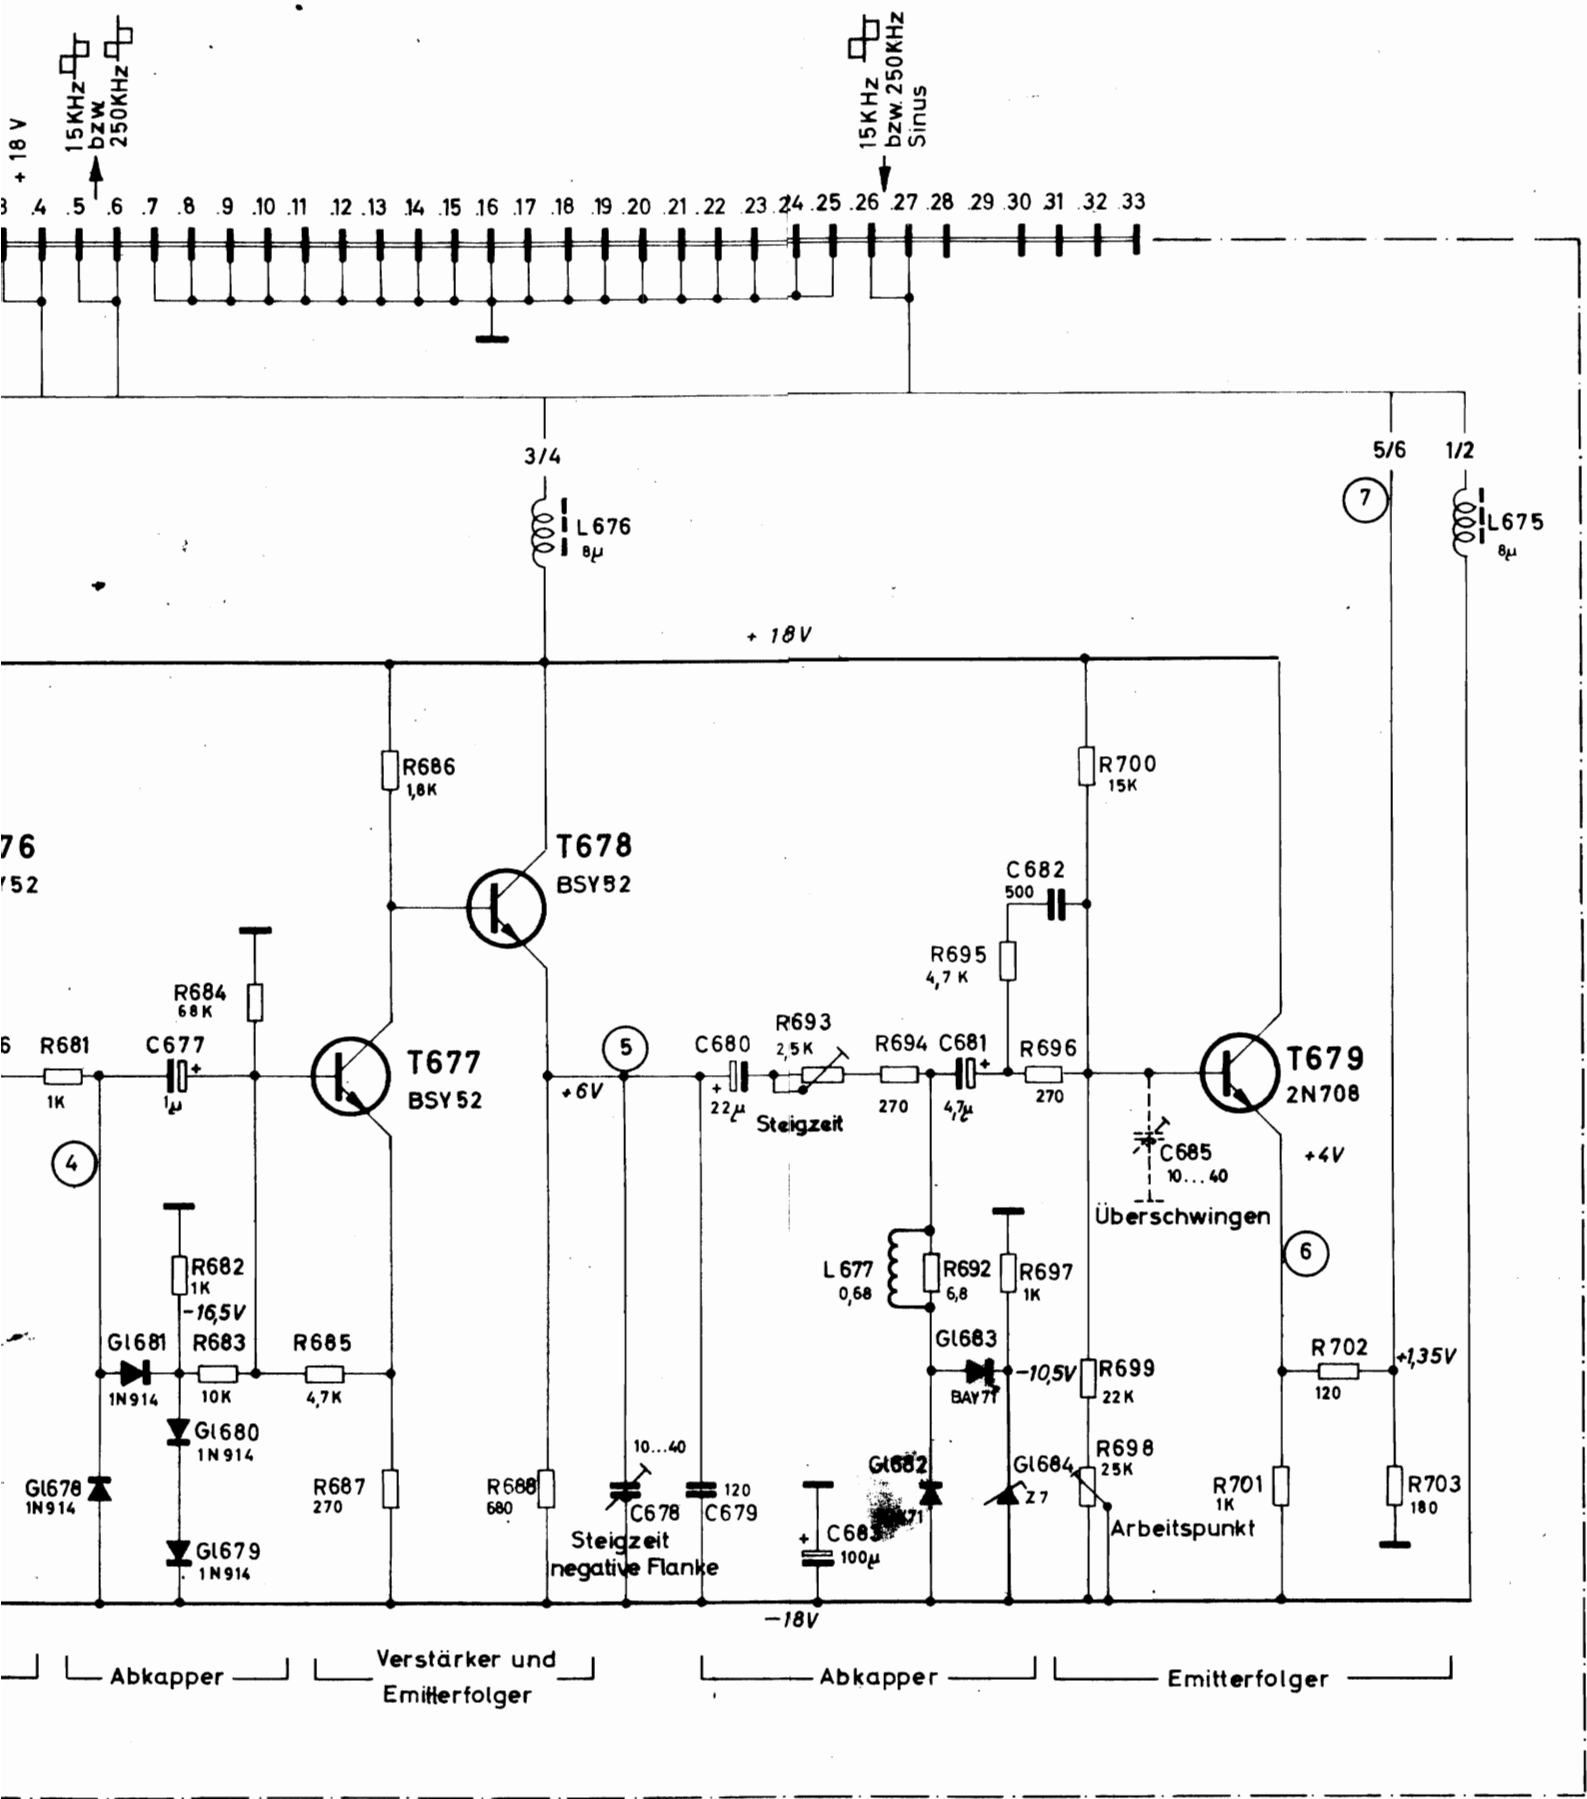 + 18 V
15KHz
bzw.
250KHz
15KHz
bzw. 250KHz
Sinus
3 .4 .5 .6 .7 .8 .9 .10 .11 .12 .13 .14 .15 .16 .17 .18 .19 .20 .21 .22 .23 .24 .25 .26 .27 .28 .29 .30 .31 .32 .33
3/4
5/6
1/2
7
L676
8µ
L675
8µ
+ 18V
R686
1,8K
R700
15K
76
52
T678
BSY52
C682
500
R695
4,7 K
R684
68K
6
R681
1K
C677
+
1µ
T677
BSY 52
5
+6V
C680
+
22µ
R693
2,5K
Steigzeit
R694
270
C681
+
4,7µ
R696
270
T679
2N708
4
C685
10...40
Überschwingen
+4V
6
R682
1K
-16,5V
L677
0,68
R692
6,8
R697
1K
Gl681
1N914
R683
10K
R685
4,7K
Gl683
BAY71
-10,5V
R699
22K
R702
120
+1,35V
Gl680
1N914
10...40
R698
25K
Gl678
1N914
R687
270
R688
680
C678
120
C679
Gl682
Gl684
Z7
R701
1K
R703
180
Steigzeit
negative Flanke
+
C683
100µ
Arbeitspunkt
Gl679
1N914
-18V
Abkapper
Verstärker und
Emitterfolger
Abkapper
Emitterfolger